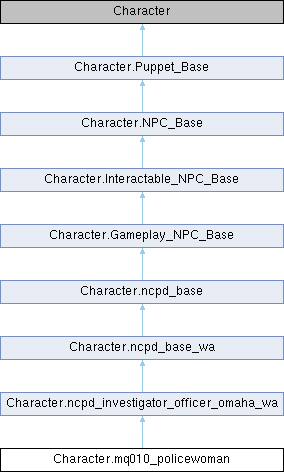 Character
Character.Puppet_Base
Character.NPC_Base
Character.Interactable_NPC_Base
Character.Gameplay_NPC_Base
Character.ncpd_base
Character.ncpd_base_wa
Character.ncpd_investigator_officer_omaha_wa
Character.mq010_policewoman